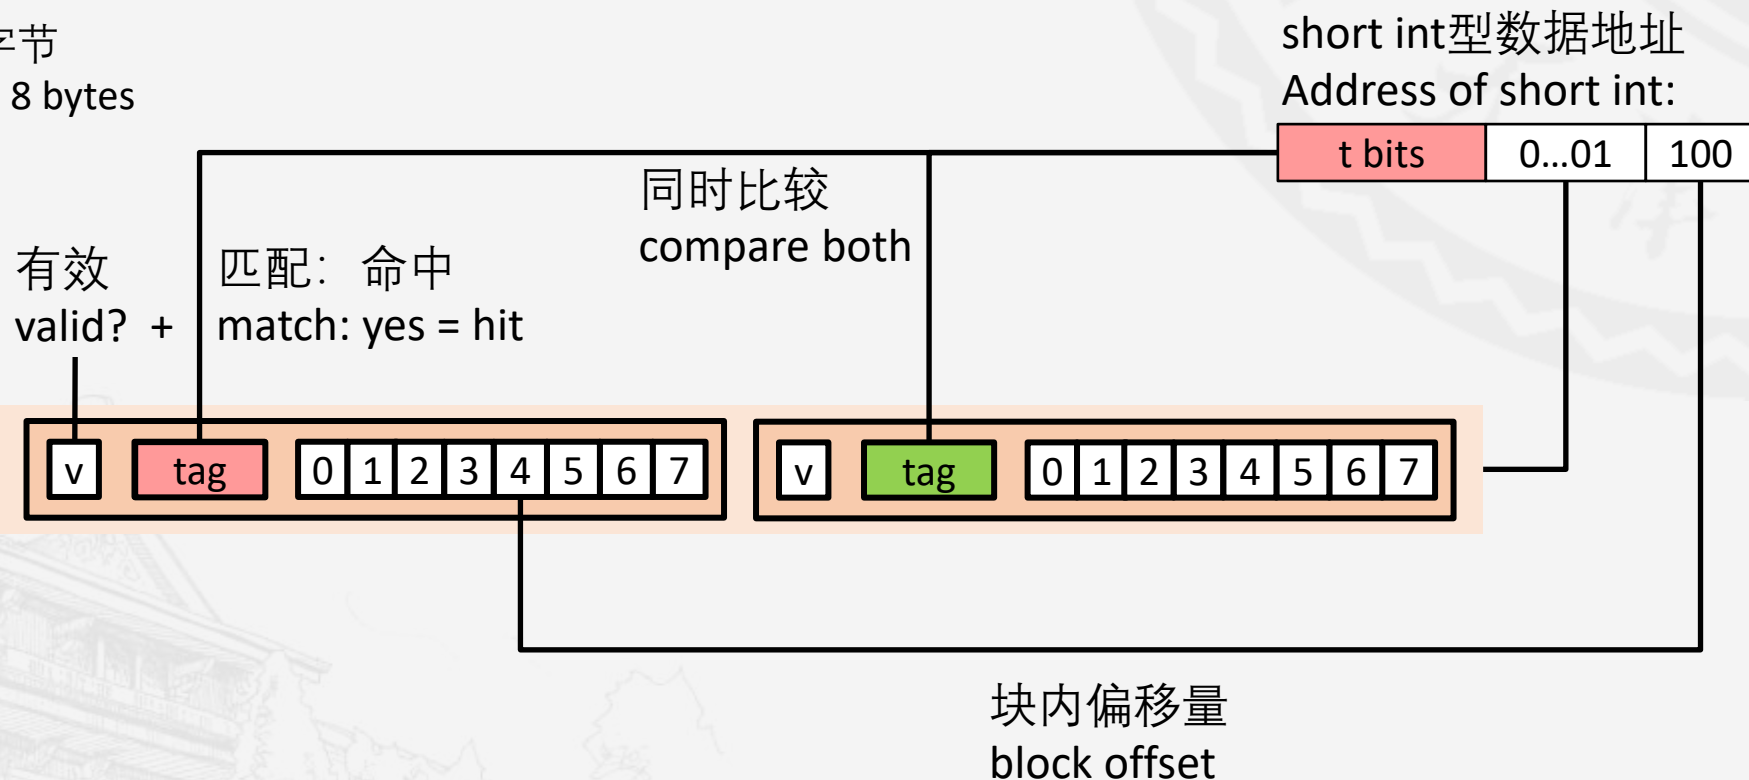 字节
8 bytes
short int型数据地址
Address of short int:
t bits 0...01 100
同时比较
compare both
有效
valid? +
匹配：命中
match: yes = hit
v tag 0 1 2 3 4 5 6 7 v tag 0 1 2 3 4 5 6 7
块内偏移量
block offset